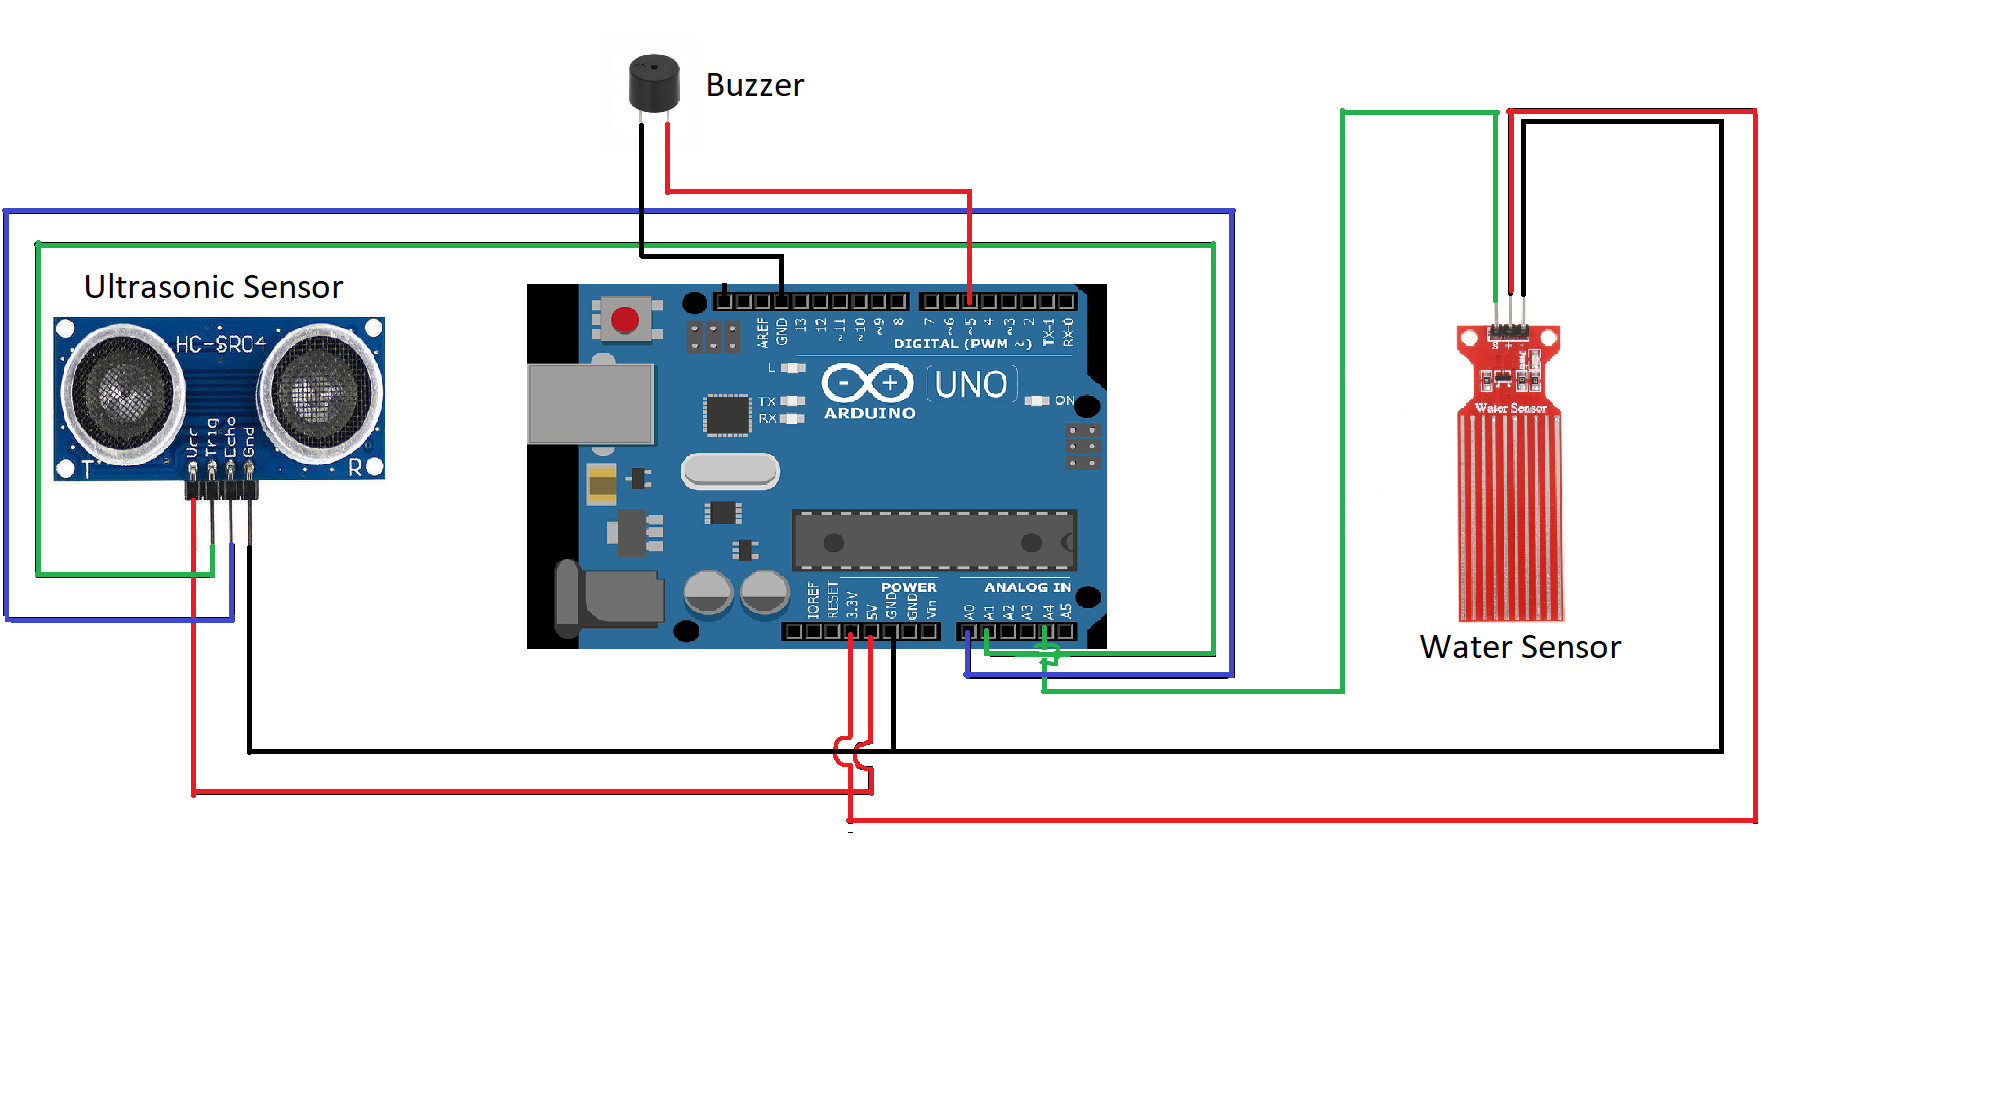 Buzzer
Ultrasonic Sensor
HC-SR04
Vcc
Trig
Echo
Gnd
T
R
AREF
GND
13
12
~11
~10
~9
8
7
~6
~5
4
~3
2
TX-1
RX-0
DIGITAL (PWM ~)
L
TX
RX
- +
UNO
ARDUINO
ON
POWER
ANALOG IN
IOREF
RESET
3.3V
5V
GND
GND
Vin
A0
A1
A2
A3
A4
A5
S + -
Water Sensor
Water Sensor